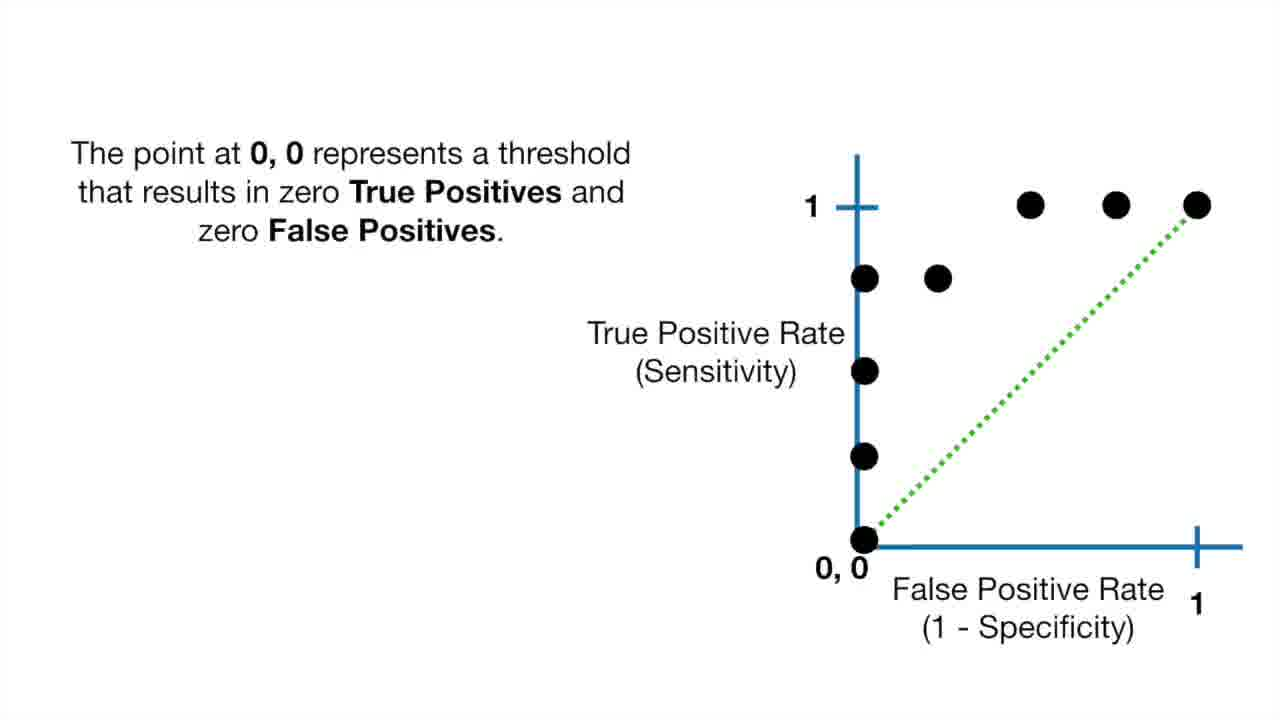 The point at 0, 0 represents a threshold
that results in zero True Positives and
zero False Positives.
1
True Positive Rate
(Sensitivity)
0, 0
False Positive Rate
(1 - Specificity)
1